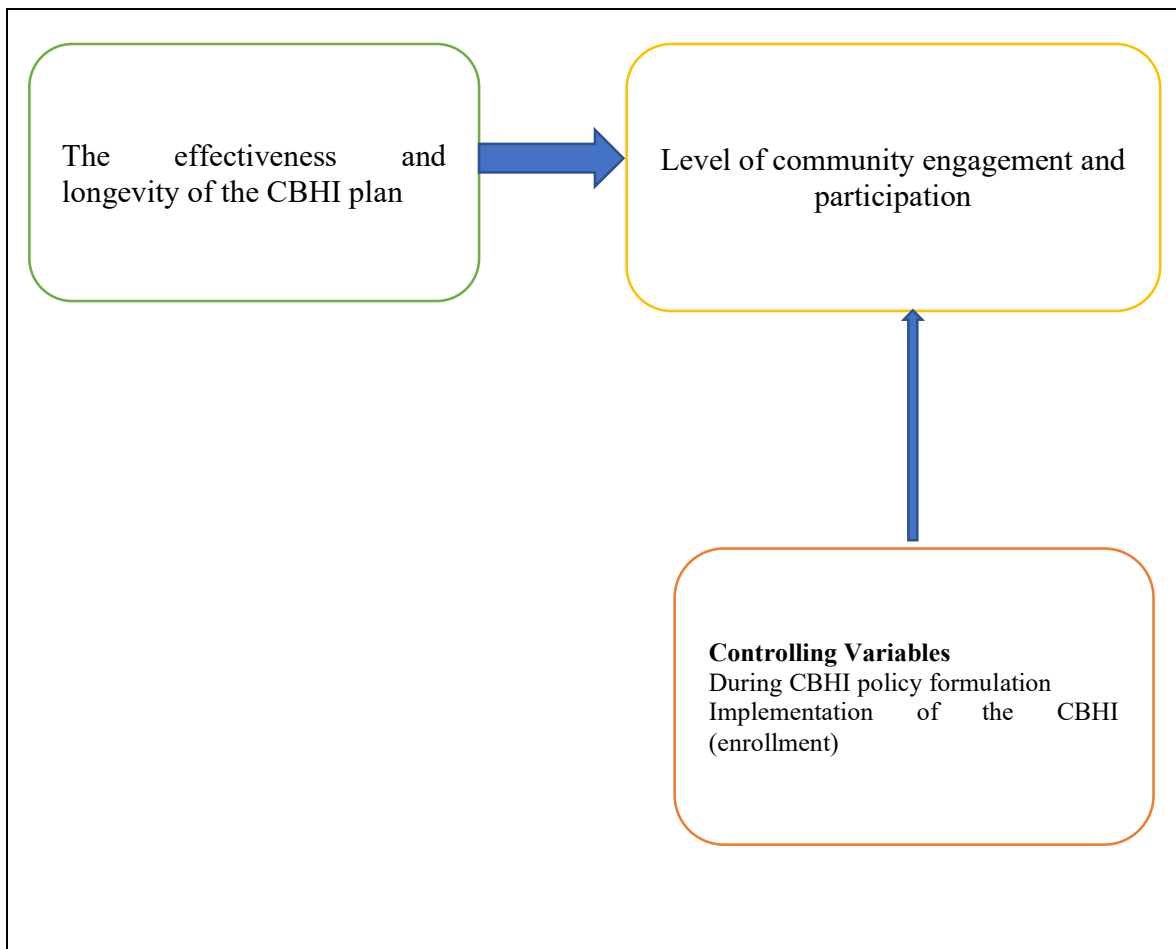 The effectiveness and
longevity of the CBHI plan
Level of community engagement and
participation
Controlling Variables
During CBHI policy formulation
Implementation of the CBHI
(enrollment)